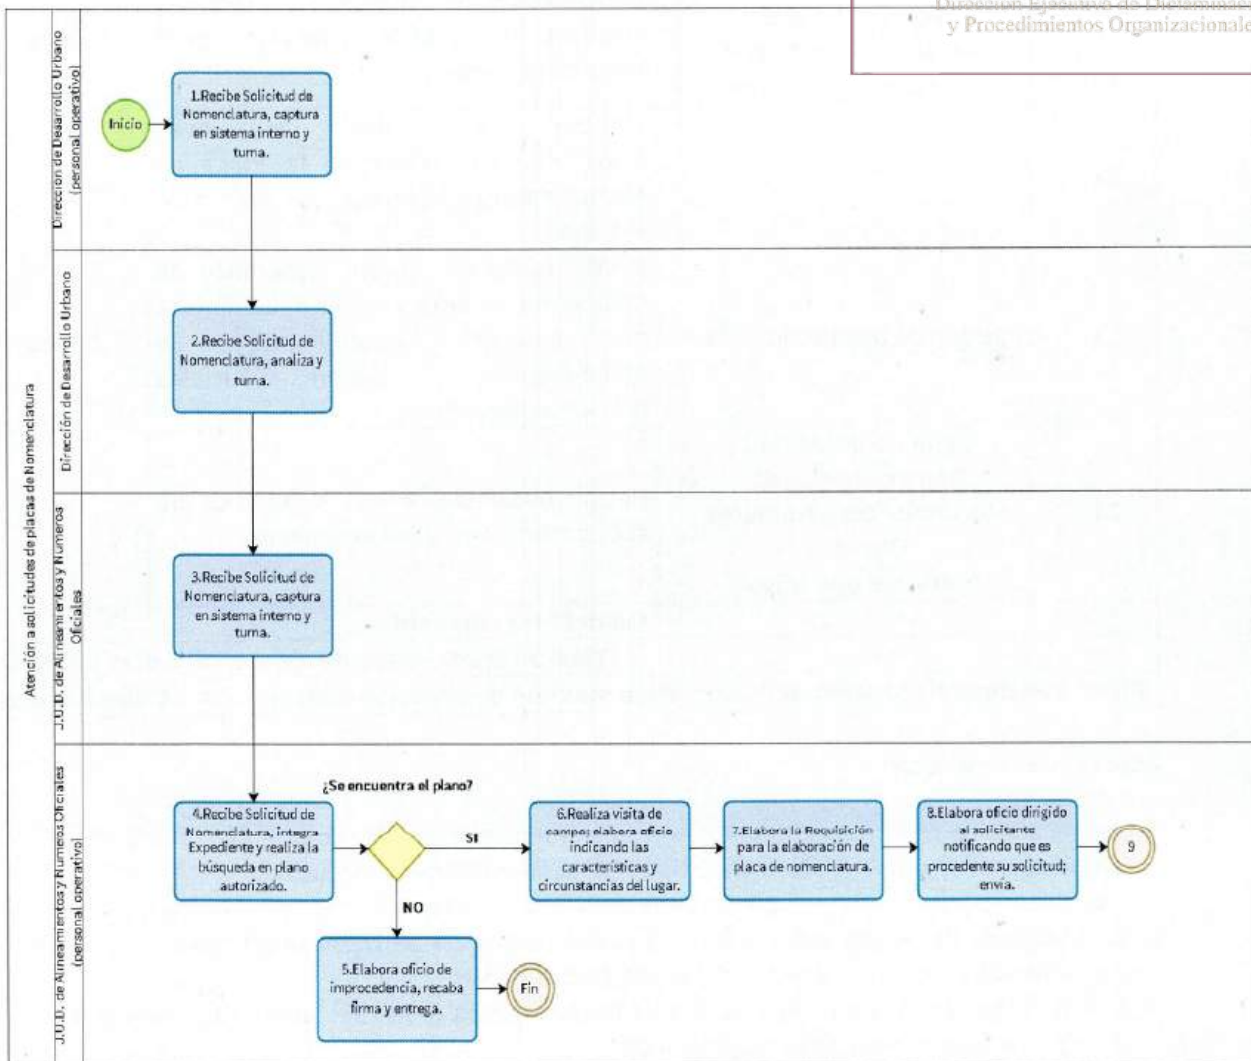 Dirección Ejecutiva de Dictaminación
y Procedimientos Organizacionales
Atención a solicitudes de placas de Nomenclatura
Dirección de Desarrollo Urbano
(personal operativo)
Inicio
1.Recibe Solicitud de
Nomenclatura, captura
en sistema interno y
turna.
Dirección de Desarrollo Urbano
2.Recibe Solicitud de
Nomenclatura, analiza y
turna.
J.U.D. de Alineamientos y Números
Oficiales
3.Recibe Solicitud de
Nomenclatura, captura
en sistema interno y
turna.
J.U.D. de Alineamientos y Números Oficiales
(personal operativo)
4.Recibe Solicitud de
Nomenclatura, integra
Expediente y realiza la
búsqueda en plano
autorizado.
¿Se encuentra el plano?
SI
6.Realiza visita de
campo; elabora oficio
indicando las
características y
circunstancias del lugar.
7.Elabora la Requisición
para la elaboración de
placa de nomenclatura.
8.Elabora oficio dirigido
al solicitante
notificando que es
procedente su solicitud;
envía.
9
NO
5.Elabora oficio de
improcedencia, recaba
firma y entrega.
Fin